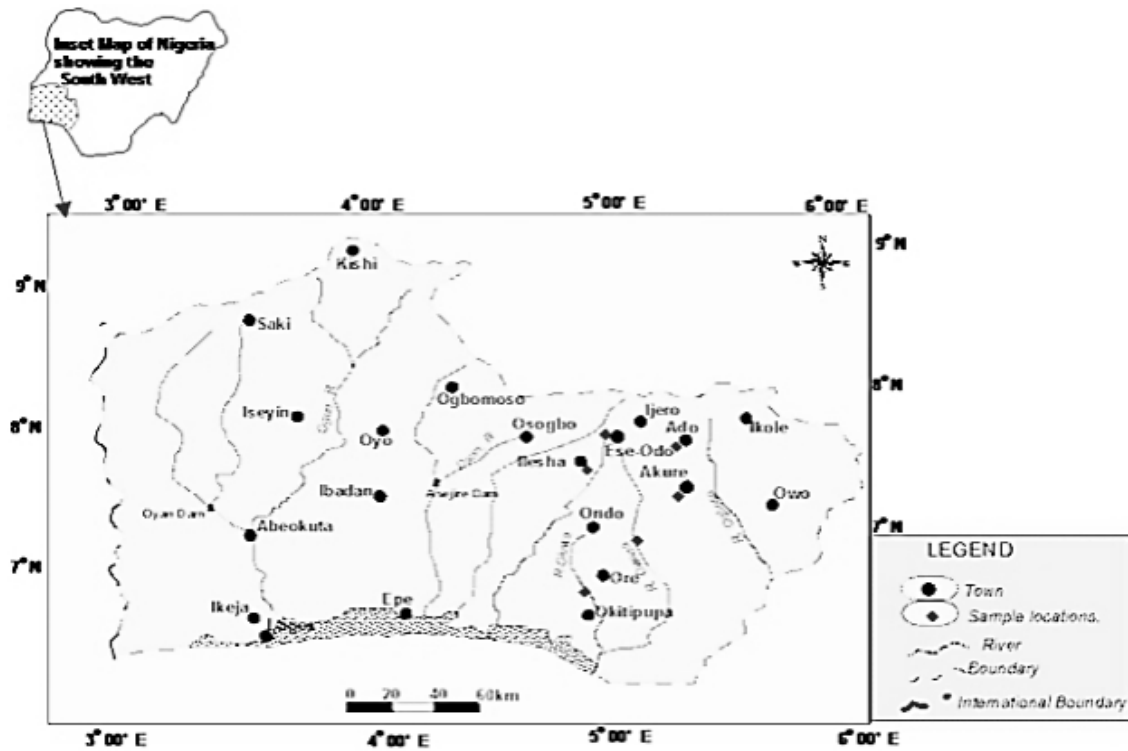 Inset Map of Nigeria
showing the
South West
3°00' E 4°00' E 5°00' E 6°00' E
9°N
9°N
Kishi
Saki
8°N
Ogbomoso
Iseyin
Ijero
Osogbo
Ado
Ikole
8°N
Oyo
Ese-Odo
Ilesha
Akure
Ibadan
Owo
Oyan Dam
Ondo
Abeokuta
7°N
7°N
Ore
Epe
Ikeja
Okitipupa
Lagos
0 20 40 60km
3°00' E 4°00' E 5°00' E 6°00' E
LEGEND
Town
Sample locations.
River
Boundary
International Boundary
N
S